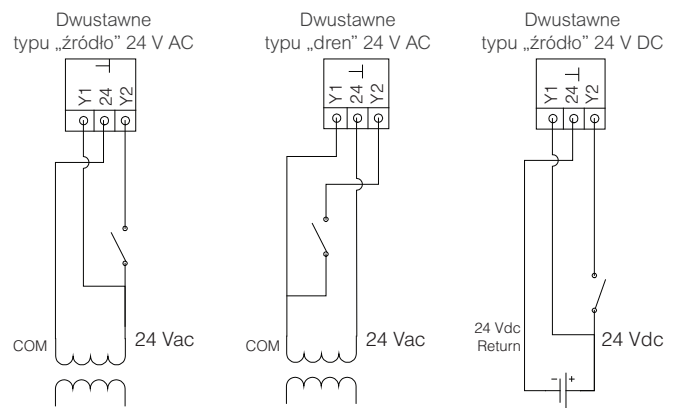 Dwustawne
typu „źródło” 24 V AC
Y1
24
Y2
COM
24 Vac
Dwustawne
typu „dren” 24 V AC
Y1
24
Y2
COM
24 Vac
Dwustawne
typu „źródło” 24 V DC
Y1
24
Y2
24 Vdc
Return
24 Vdc
- +